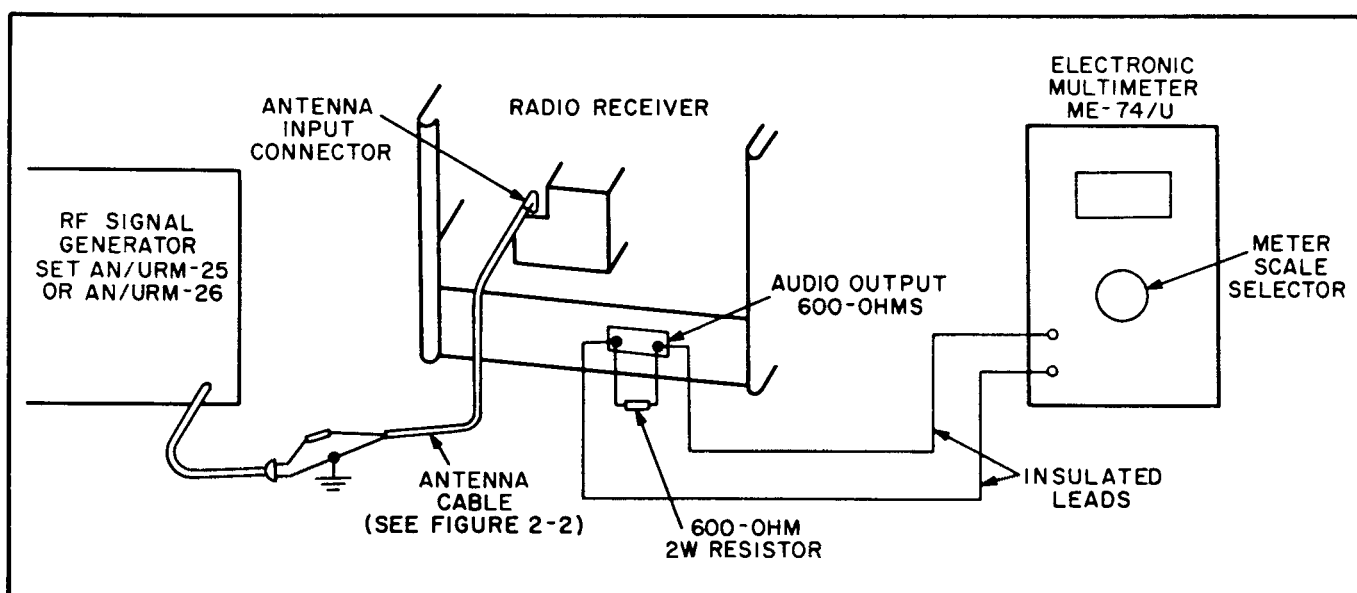 ANTENNA
INPUT
CONNECTOR
RADIO RECEIVER
ELECTRONIC
MULTIMETER
ME-74/U
RF SIGNAL
GENERATOR
SET AN/URM-25
OR AN/URM-26
AUDIO OUTPUT
600-OHMS
METER
SCALE
SELECTOR
ANTENNA
CABLE
(SEE FIGURE 2-2)
600-OHM
2W RESISTOR
INSULATED
LEADS